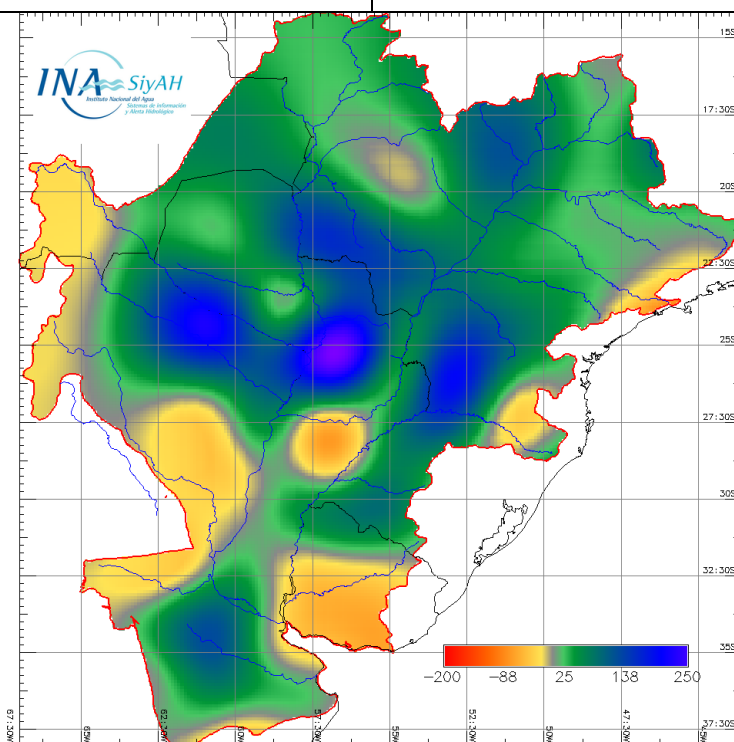 INA SiyAH
Instituto Nacional del Agua
Sistemas de Información
y Alerta Hidrológico
15S
17:30S
20S
22:30S
25S
27:30S
30S
32:30S
35S
37:30S
-200 -88 25 138 250
67:30W 65W 62:30W 60W 57:30W 55W 52:30W 50W 47:30W 45W